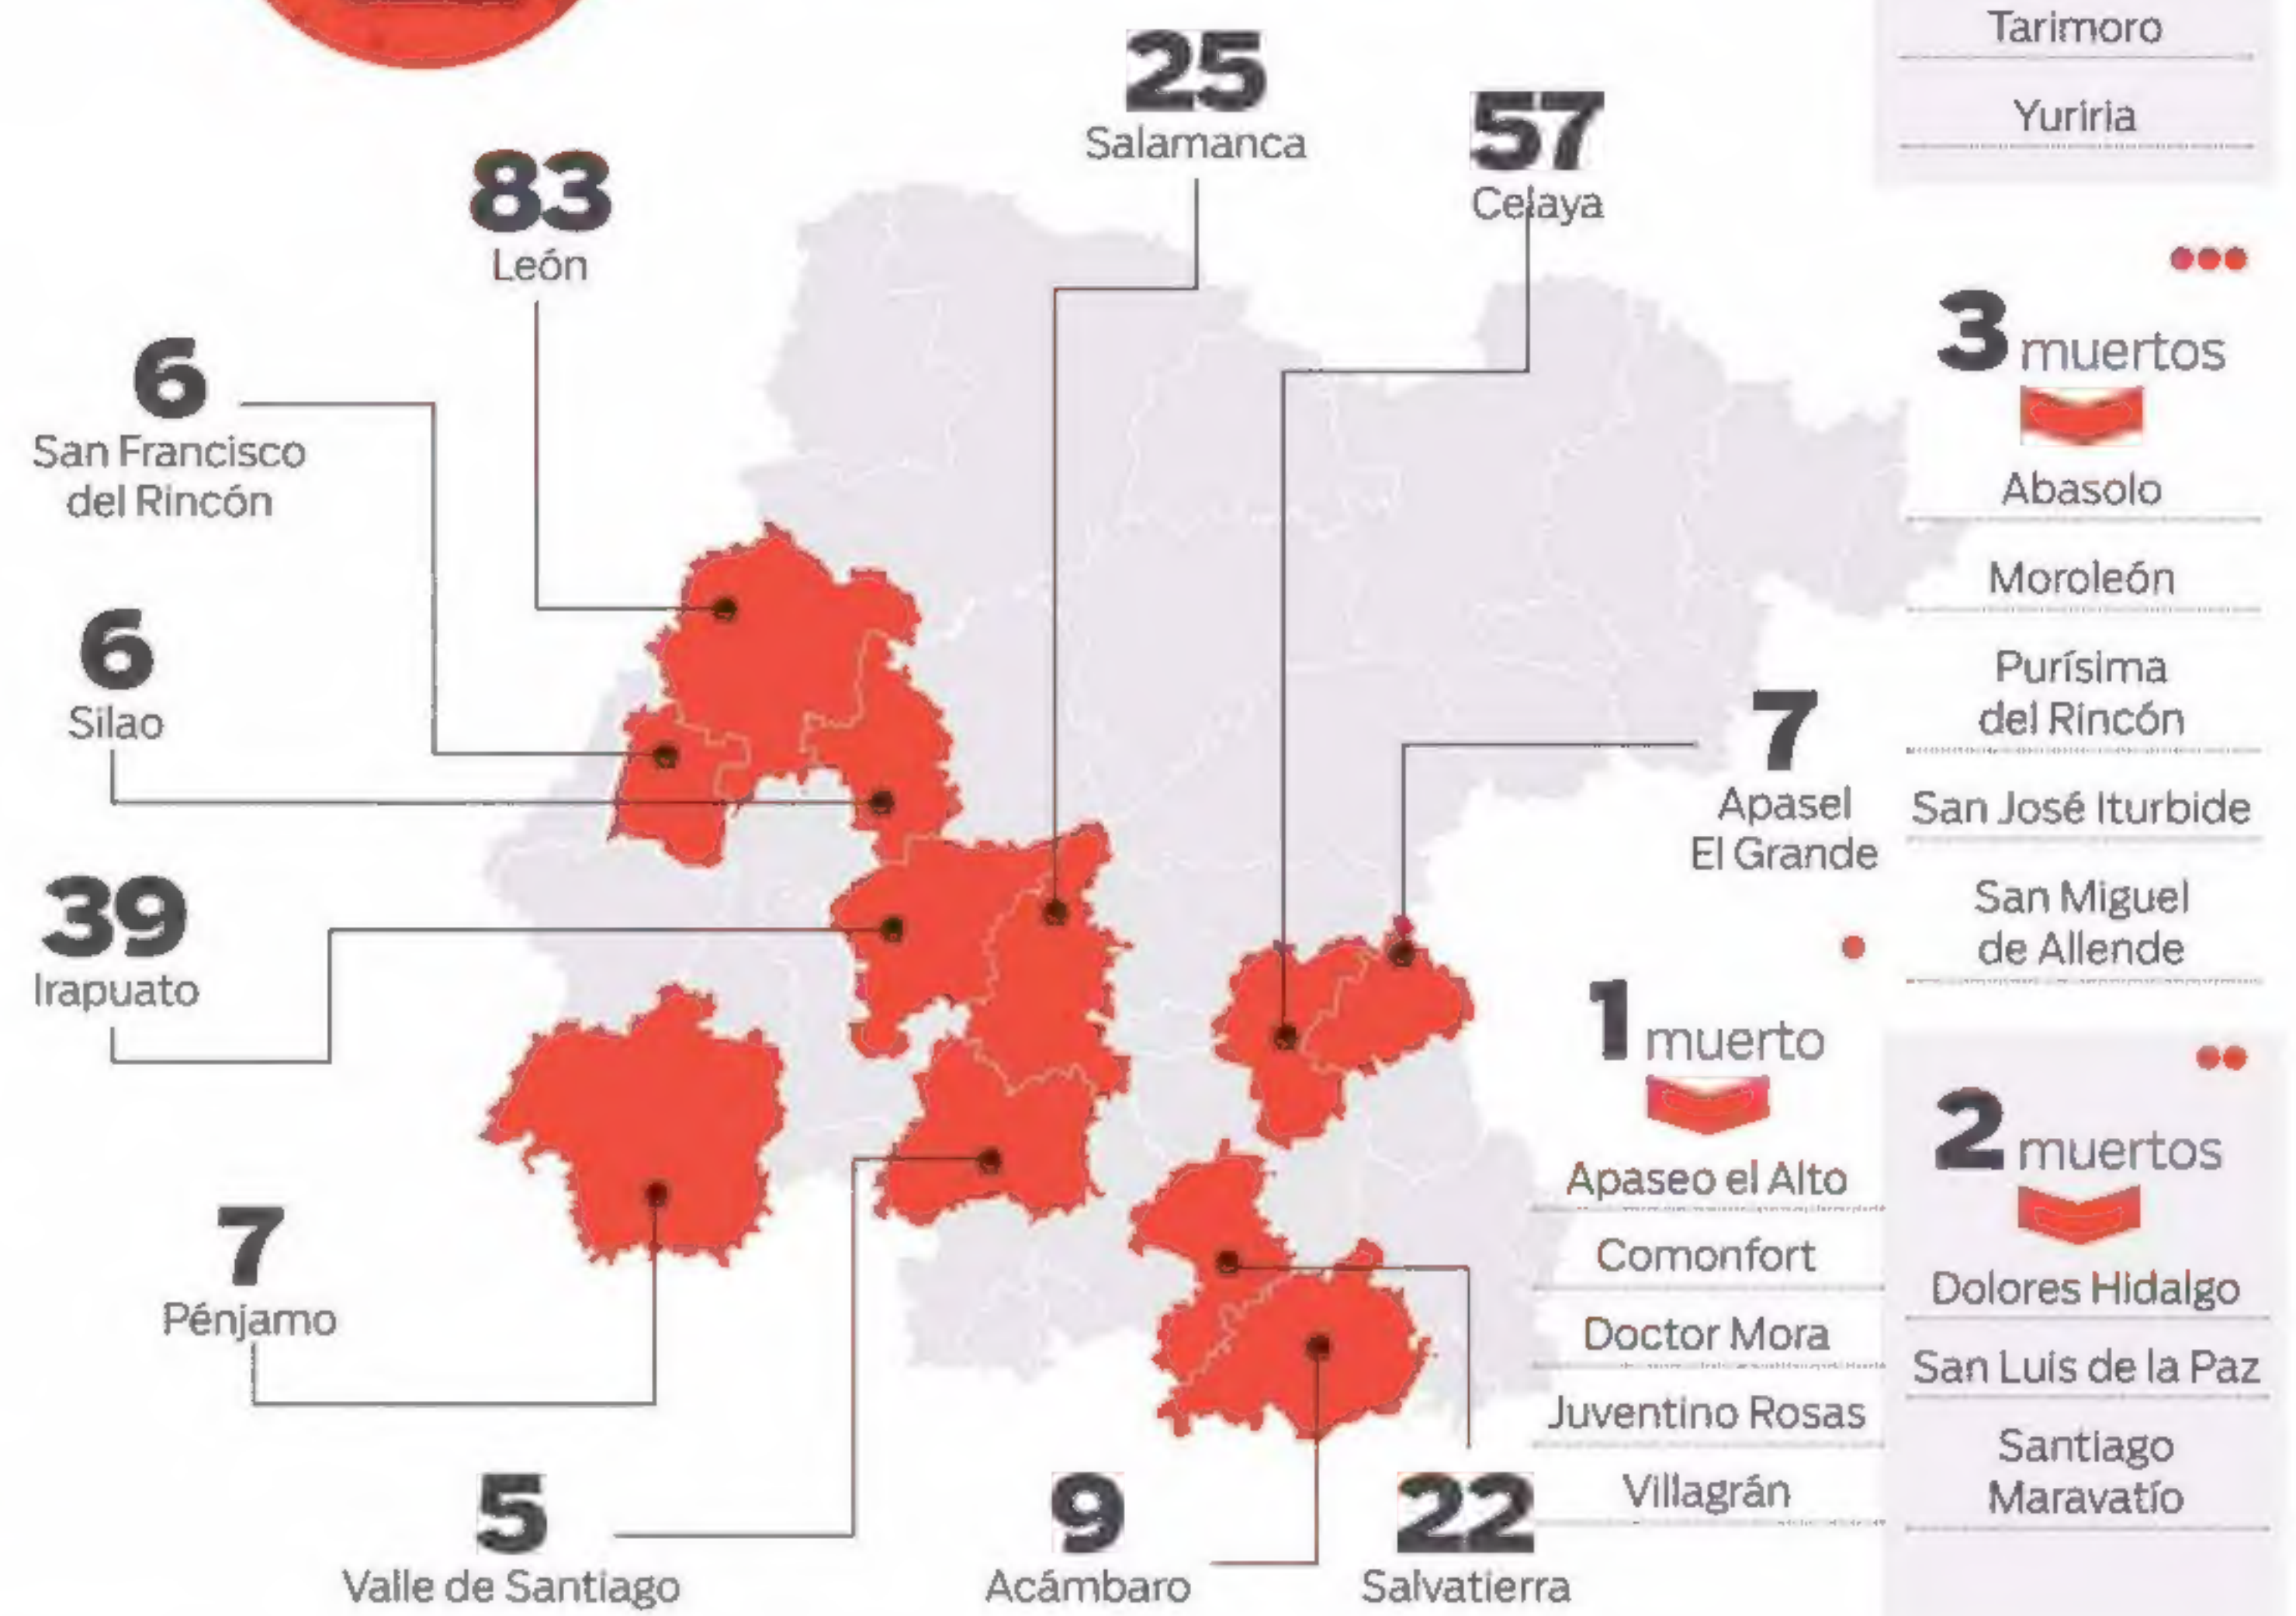 25
Salamanca
57
Celaya
83
León
6
San Francisco
del Rincón
6
Silao
39
Irapuato
7
Pénjamo
5
Valle de Santiago
9
Acámbaro
22
Salvatierra
7
Apasel
El Grande
1 muerto
Apaseo el Alto
Comonfort
Doctor Mora
Juventino Rosas
Villagrán
Tarimoro
Yuriria
3 muertos
Abasolo
Moroleón
Purísima
del Rincón
San José Iturbide
San Miguel
de Allende
2 muertos
Dolores Hidalgo
San Luis de la Paz
Santiago
Maravatío